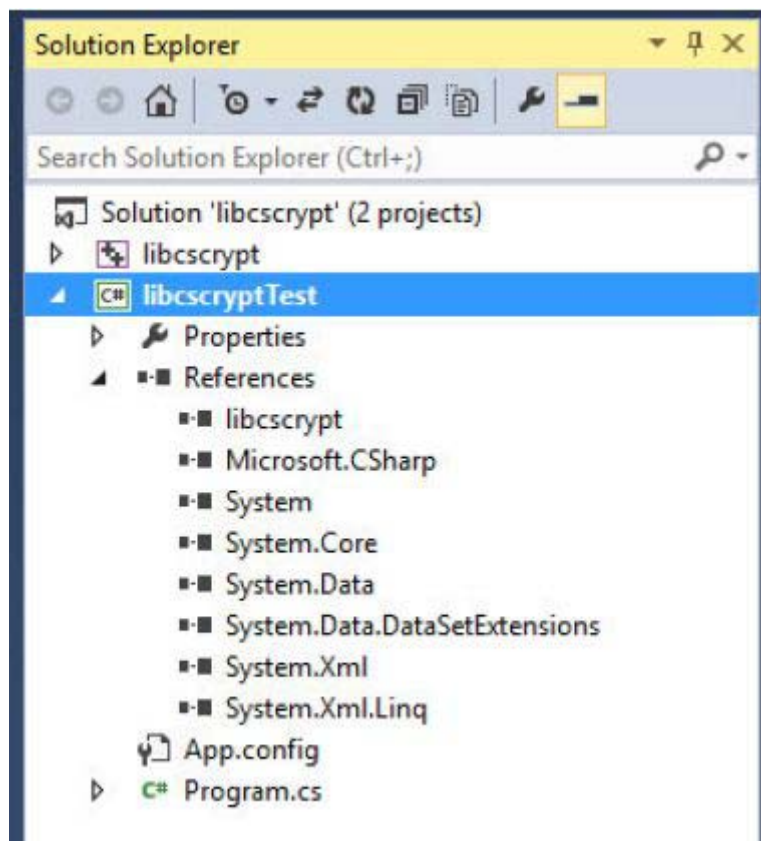 Solution Explorer
Search Solution Explorer (Ctrl+;)
Solution 'libcscrypt' (2 projects)
libcscrypt
C# libcscryptTest
Properties
References
libcscrypt
Microsoft.CSharp
System
System.Core
System.Data
System.Data.DataSetExtensions
System.Xml
System.Xml.Linq
App.config
C# Program.cs